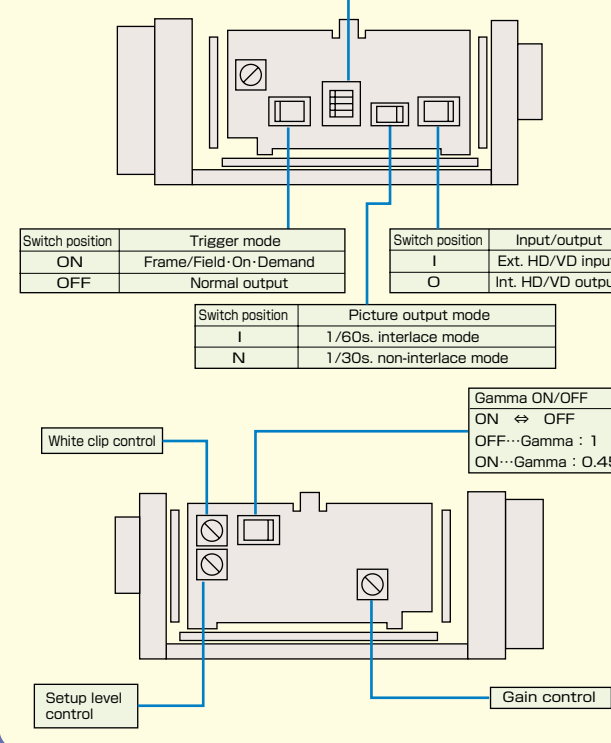 Switch position Trigger mode
ON Frame/Field·On·Demand
OFF Normal output
Switch position Input/output
I Ext. HD/VD input
O Int. HD/VD outpu
Switch position Picture output mode
I 1/60s. interlace mode
N 1/30s. non-interlace mode
Gamma ON/OFF
ON ⇔ OFF
OFF…Gamma : 1
ON…Gamma : 0.45
White clip control
Setup level
control
Gain control